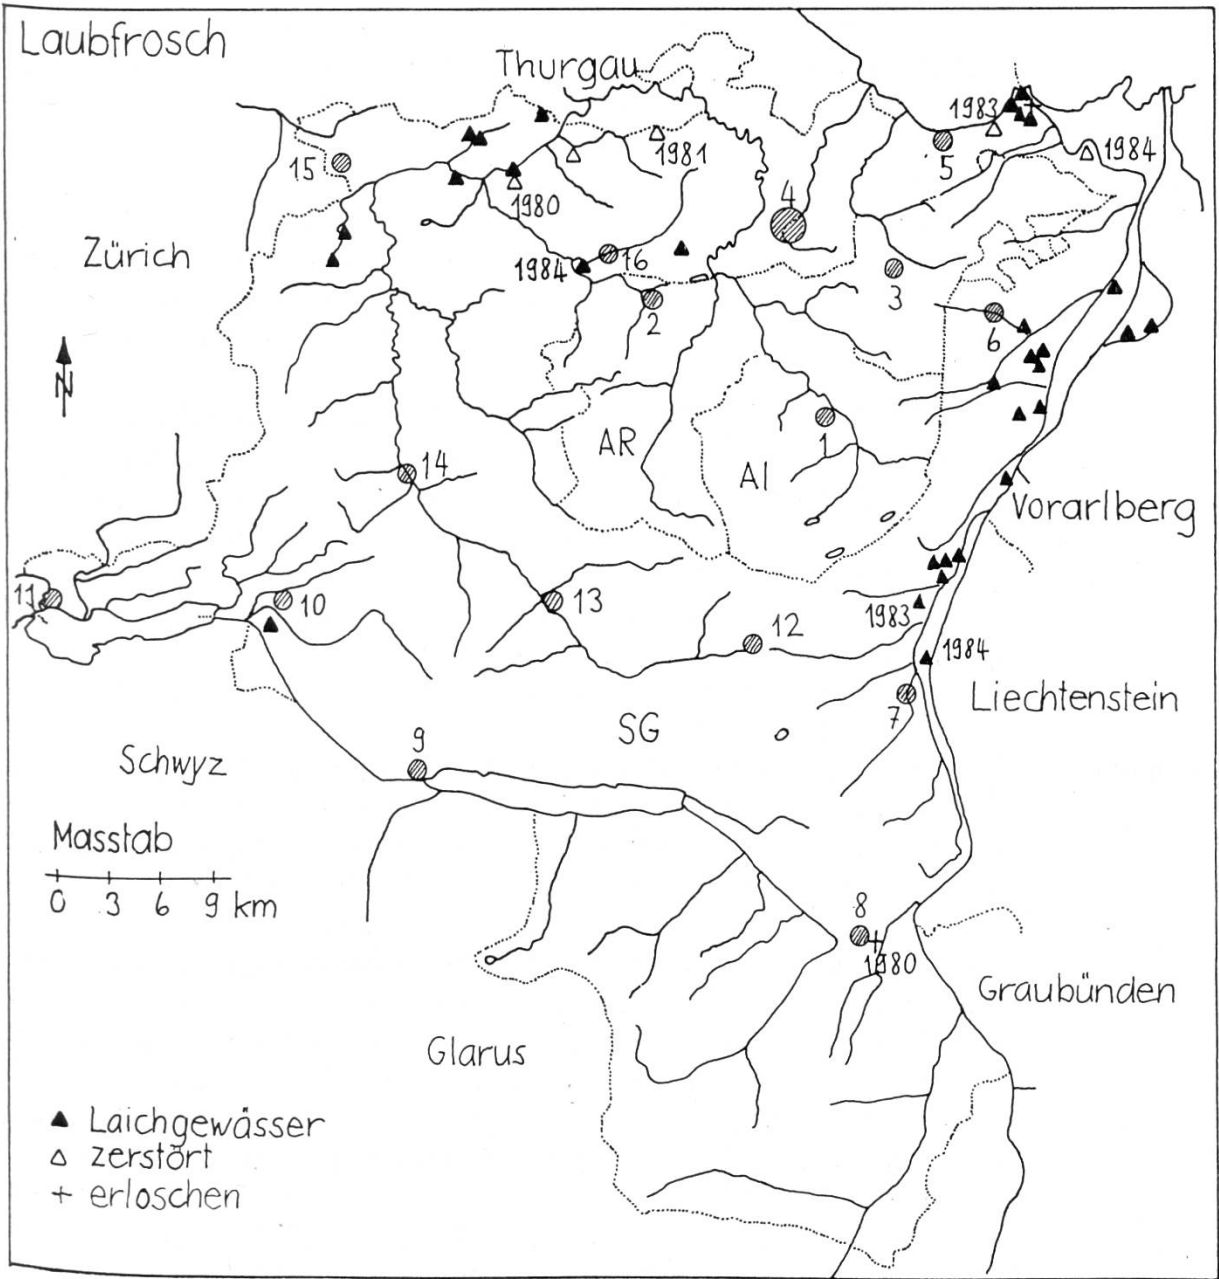 Laubfrosch
Thurgau
1983
15
1981
5
1984
1980
4
Zürich
1984
16
3
2
6
N
AR
1
14
AI
Vorarlberg
11
10
13
1983
12
1984
7
Liechtenstein
SG
9
Schwyz
Masstab
0 3 6 9 km
8
1980
Graubünden
Glarus
Laichgewässer
zerstört
erloschen